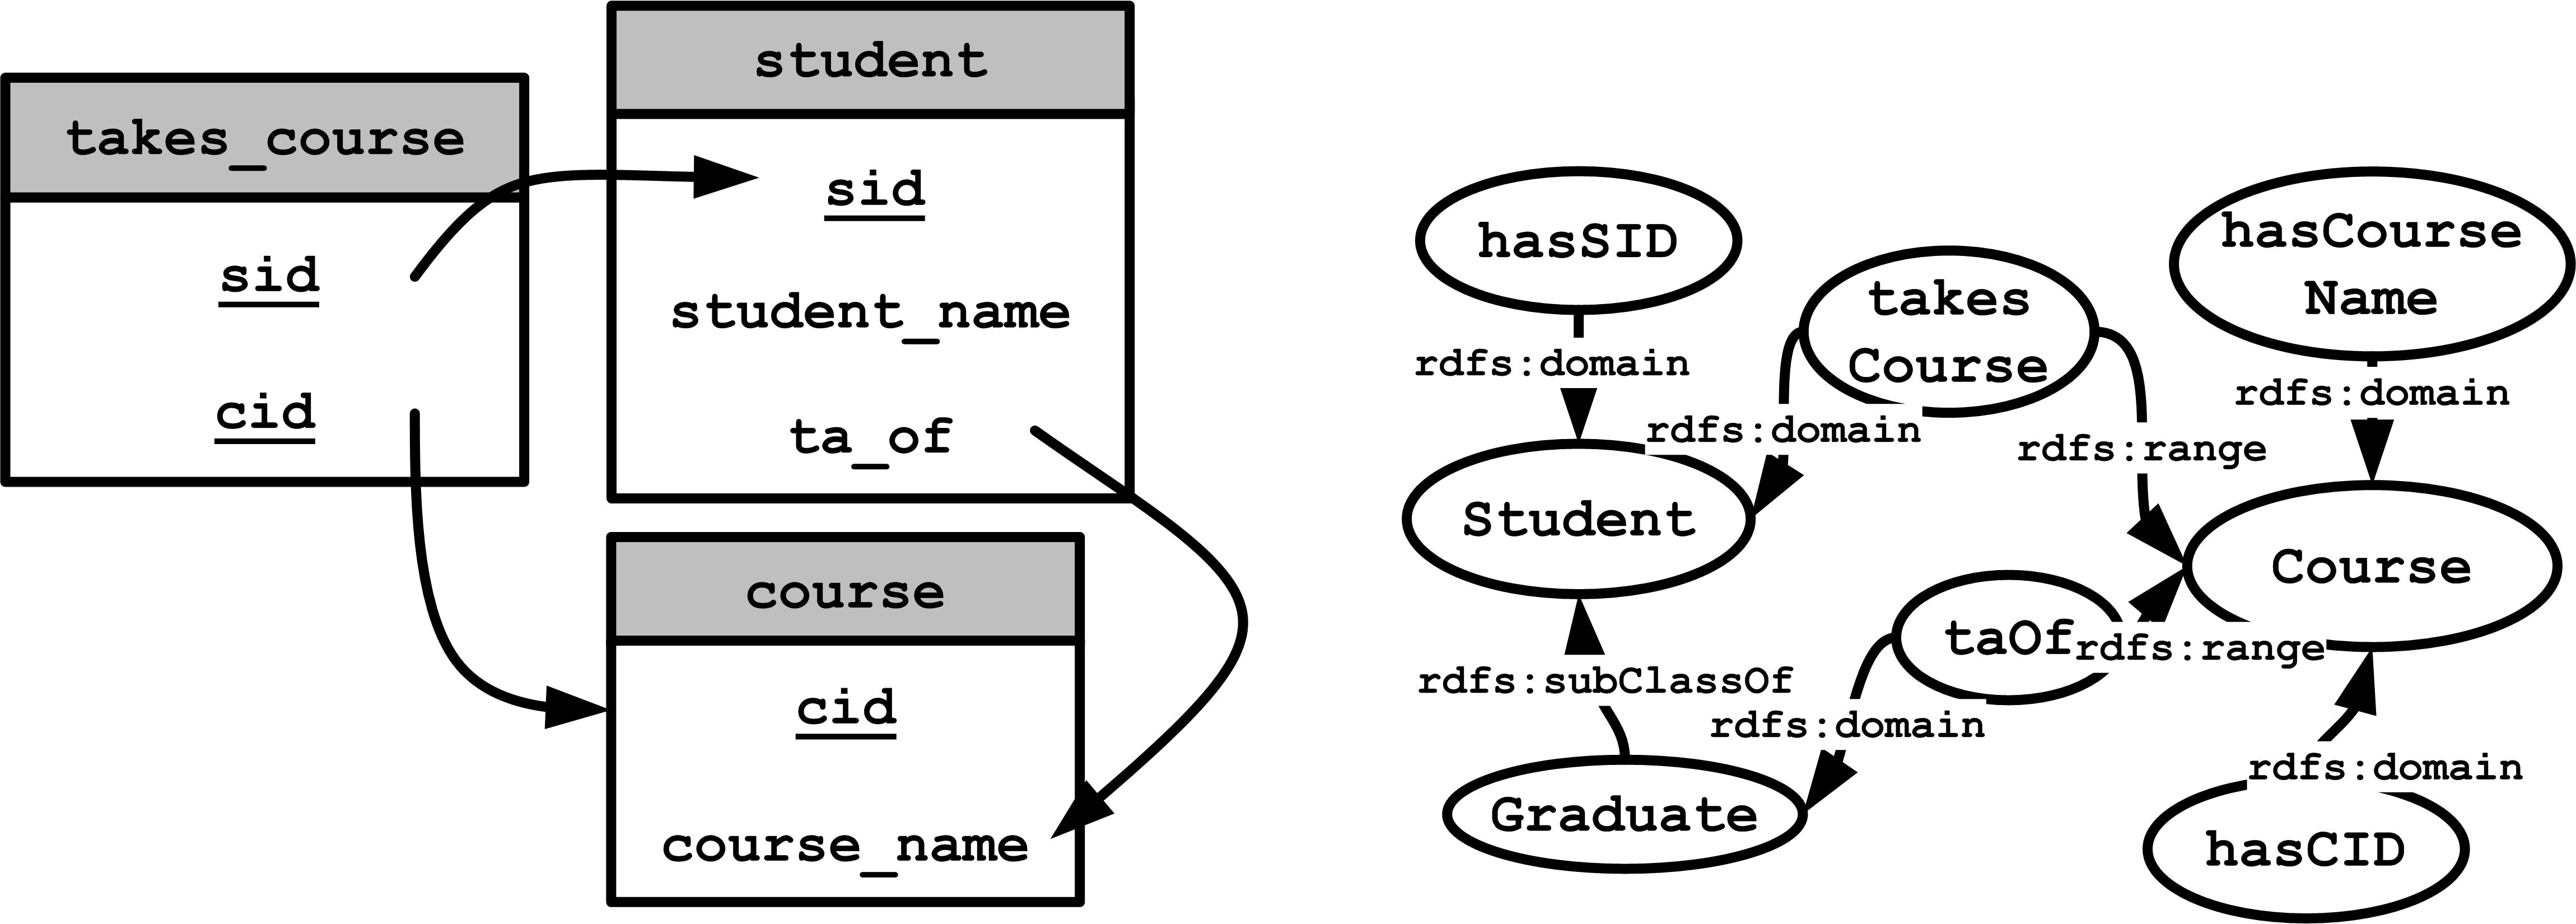 takes_course
sid
cid
student
sid
student_name
ta_of
course
cid
course_name
hasSID
rdfs:domain
Student
takes
Course
rdfs:domain
rdfs:range
hasCourse
Name
rdfs:domain
Course
taOf
rdfs:range
rdfs:subClassOf
rdfs:domain
Graduate
rdfs:domain
hasCID